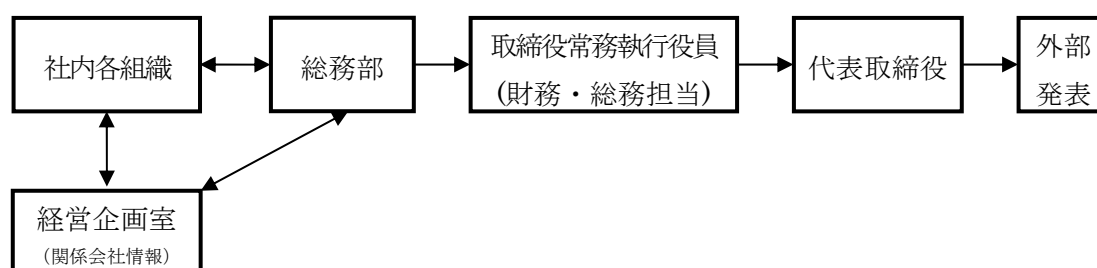 社内各組織
総務部
取締役常務執行役員
(財務・総務担当)
代表取締役
外部
発表
経営企画室
（関係会社情報）